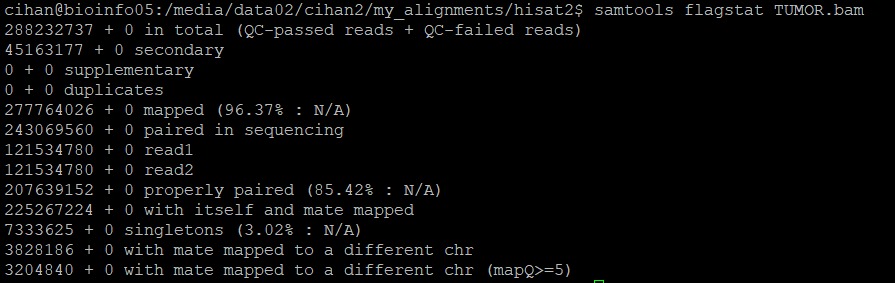 cihan@bioinfo05:/media/data02/cihan2/my_alignments/hisat2$ samtools flagstat TUMOR.bam
288232737 + 0 in total (QC-passed reads + QC-failed reads)
45163177 + 0 secondary
0 + 0 supplementary
0 + 0 duplicates
277764026 + 0 mapped (96.37% : N/A)
243069560 + 0 paired in sequencing
121534780 + 0 read1
121534780 + 0 read2
207639152 + 0 properly paired (85.42% : N/A)
225267224 + 0 with itself and mate mapped
7333625 + 0 singletons (3.02% : N/A)
3828186 + 0 with mate mapped to a different chr
3204840 + 0 with mate mapped to a different chr (mapQ>=5)